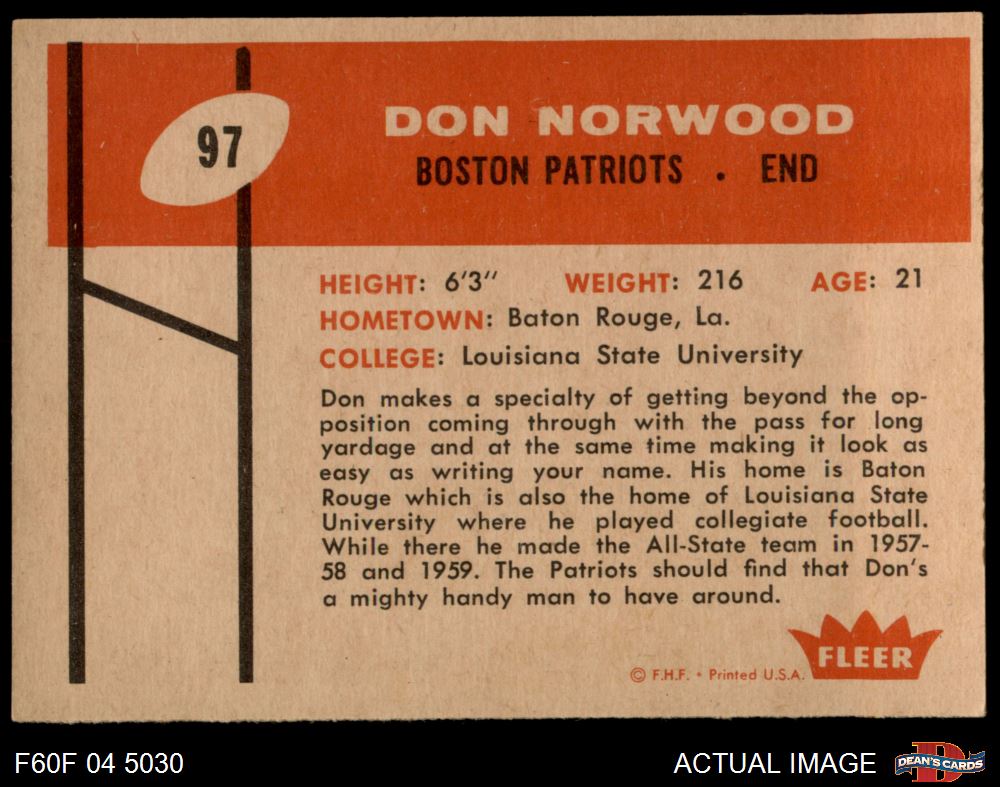 97
DON NORWOOD
BOSTON PATRIOTS . END
HEIGHT: 6'3" WEIGHT: 216 AGE: 21
HOMETOWN: Baton Rouge, La.
COLLEGE: Louisiana State University
Don makes a specialty of getting beyond the op-
position coming through with the pass for long
yardage and at the same time making it look as
easy as writing your name. His home is Baton
Rouge which is also the home of Louisiana State
University where he played collegiate football.
While there he made the All-State team in 1957-
58 and 1959. The Patriots should find that Don's
a mighty handy man to have around.
FLEER
© F.H.F. • Printed U.S.A.
F60F 04 5030
ACTUAL IMAGE
DEAN'S CARDS